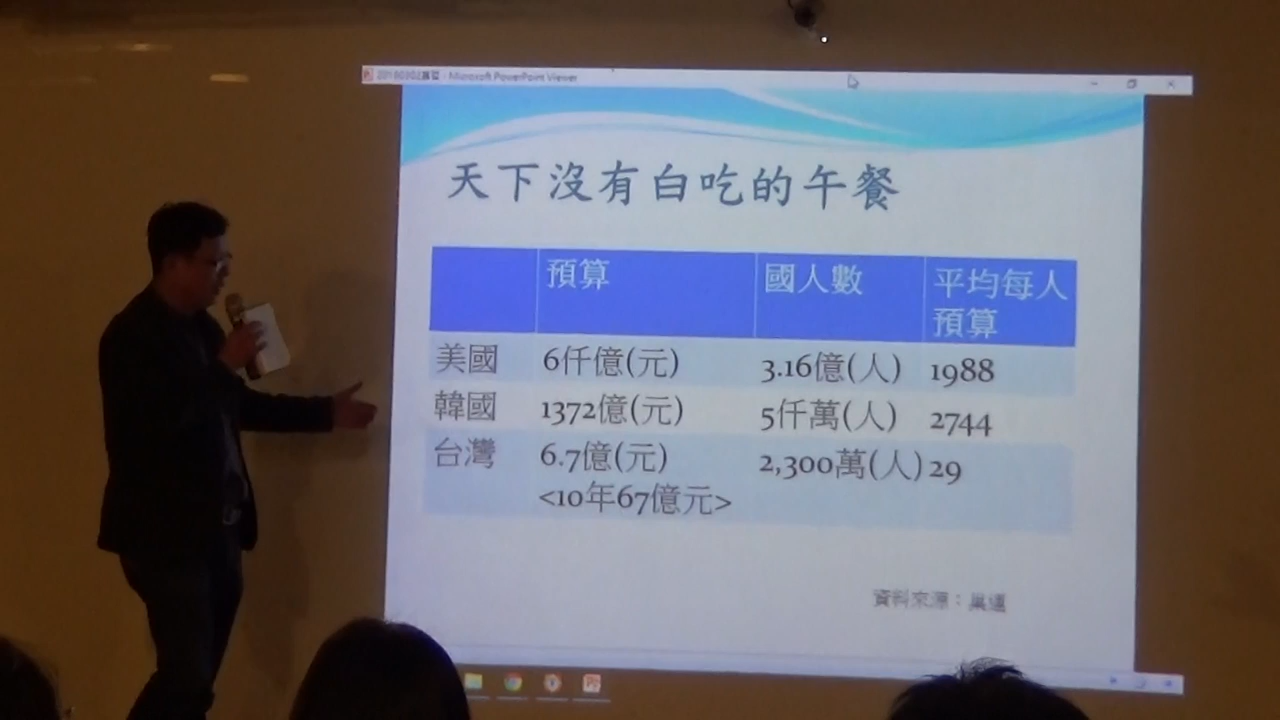 Microsoft PowerPoint Viewer
天下沒有白吃的午餐
預算 國人數 平均每人
預算
美國 6仟億(元) 3.16億(人) 1988
韓國 1372億(元) 5仟萬(人) 2744
台灣 6.7億(元) 2,300萬(人) 29
<10年67億元>
資料來源：